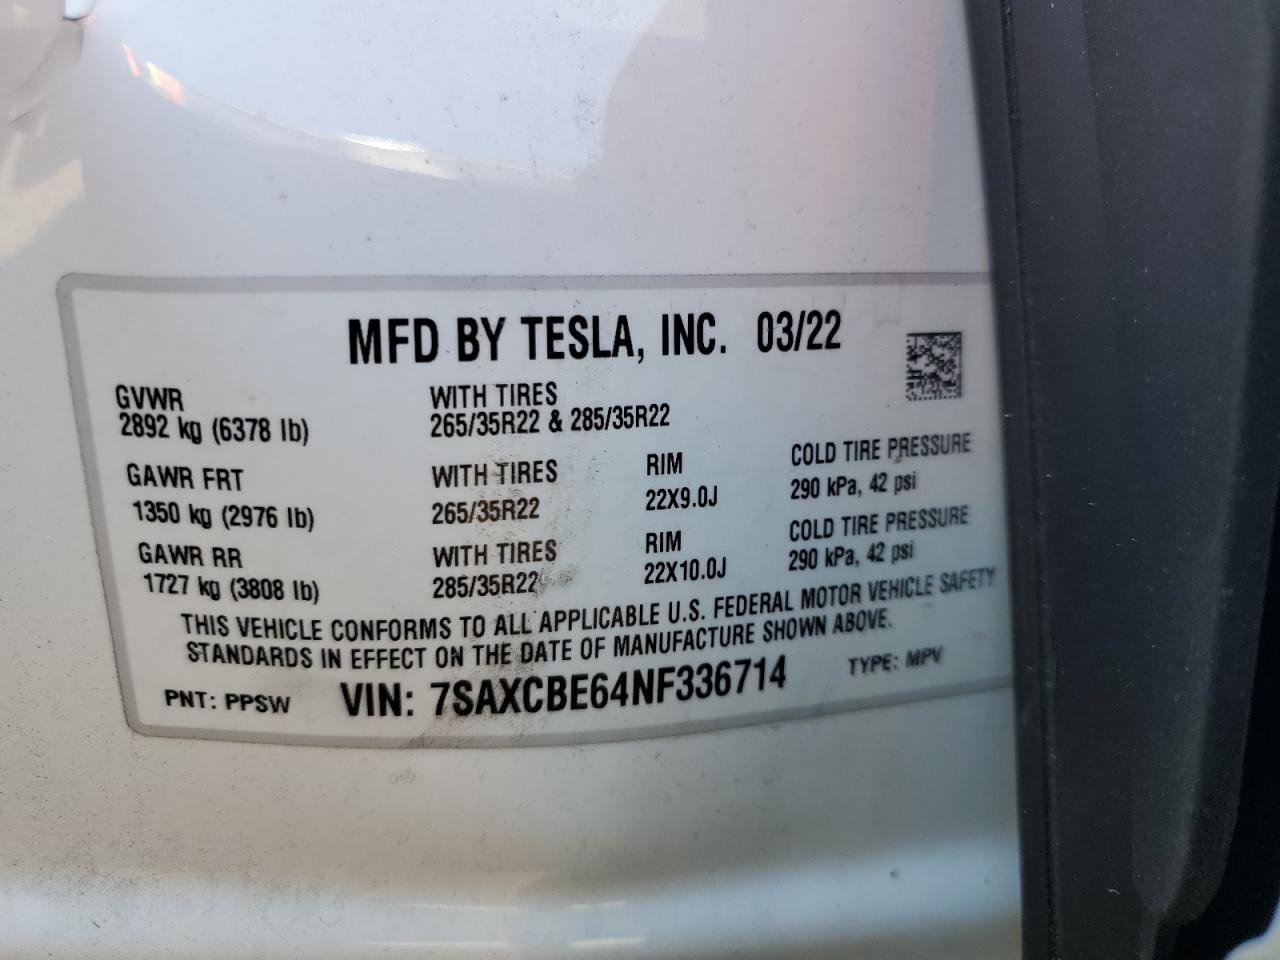 MFD BY TESLA, INC. 03/22
GVWR WITH TIRES
2892 kg (6378 lb) 265/35R22 & 285/35R22
GAWR FRT WITH TIRES RIM COLD TIRE PRESSURE
1350 kg (2976 lb) 265/35R22 22X9.0J 290 kPa, 42 psi
GAWR RR WITH TIRES RIM COLD TIRE PRESSURE
1727 kg (3808 lb) 285/35R22 22X10.0J 290 kPa, 42 psi
THIS VEHICLE CONFORMS TO ALL APPLICABLE U.S. FEDERAL MOTOR VEHICLE SAFETY
STANDARDS IN EFFECT ON THE DATE OF MANUFACTURE SHOWN ABOVE.
PNT: PPSW VIN: 7SAXCBE64NF336714 TYPE: MPV